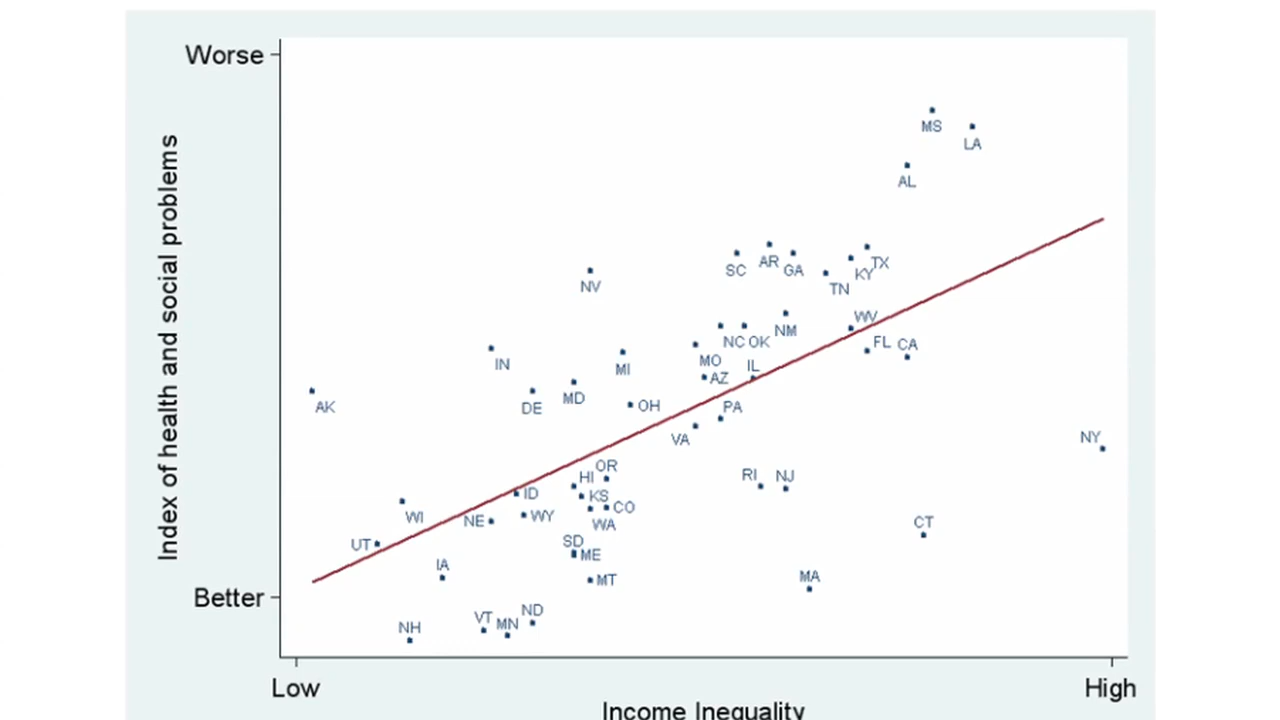 Worse
Index of health and social problems
MS
LA
AL
SC
AR
GA
TX
KY
TN
NV
WV
NM
NC
OK
FL
CA
IN
MI
MO
IL
AZ
AK
DE
MD
OH
PA
VA
NY
OR
HI
RI
NJ
ID
KS
CO
WI
NE
WY
WA
CT
UT
SD
ME
IA
MT
MA
Better
ND
VT
MN
NH
Low
High
Income Inequality